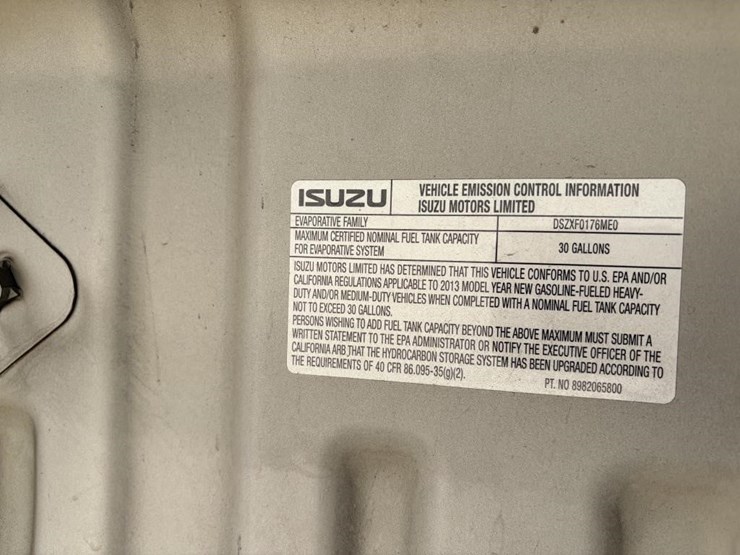 ISUZU
VEHICLE EMISSION CONTROL INFORMATION
ISUZU MOTORS LIMITED
EVAPORATIVE FAMILY
DSZXF0176ME0
MAXIMUM CERTIFIED NOMINAL FUEL TANK CAPACITY
FOR EVAPORATIVE SYSTEM
30 GALLONS
ISUZU MOTORS LIMITED HAS DETERMINED THAT THIS VEHICLE CONFORMS TO U.S. EPA AND/OR
CALIFORNIA REGULATIONS APPLICABLE TO 2013 MODEL YEAR NEW GASOLINE-FUELED HEAVY-
DUTY AND/OR MEDIUM-DUTY VEHICLES WHEN COMPLETED WITH A NOMINAL FUEL TANK CAPACITY
NOT TO EXCEED 30 GALLONS.
PERSONS WISHING TO ADD FUEL TANK CAPACITY BEYOND THE ABOVE MAXIMUM MUST SUBMIT A
WRITTEN STATEMENT TO THE EPA ADMINISTRATOR OR NOTIFY THE EXECUTIVE OFFICER OF THE
CALIFORNIA ARB THAT THE HYDROCARBON STORAGE SYSTEM HAS BEEN UPGRADED ACCORDING TO
THE REQUIREMENTS OF 40 CFR 86.095-35(g)(2).
PT. NO 8982065800